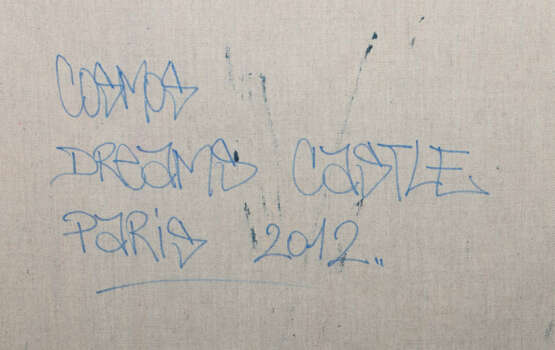 COSMOS
DREAMS CASTLE
PARiS 2012..